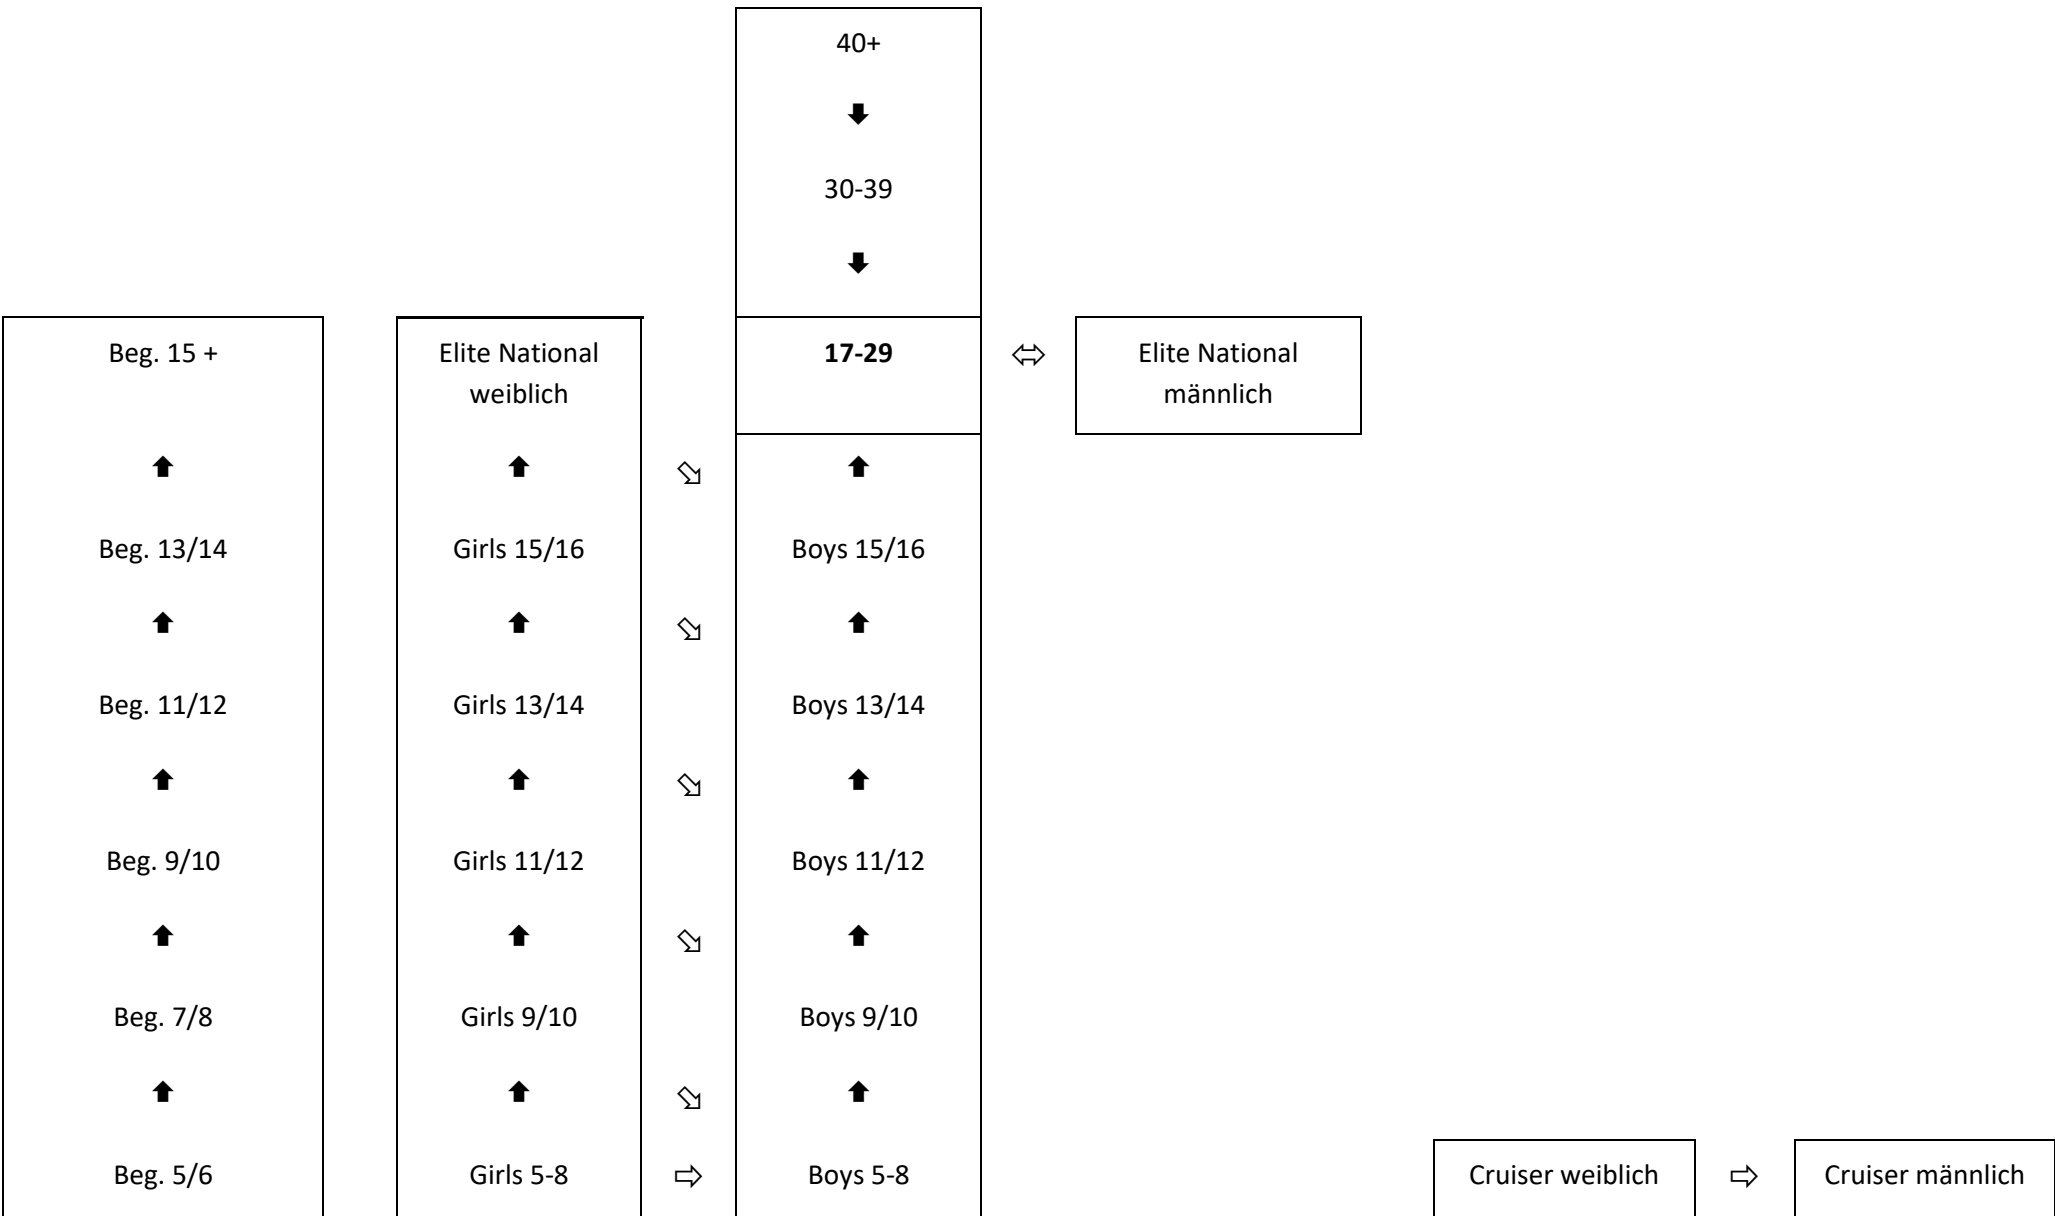 40+
30-39
Beg. 15 +
Elite National
weiblich
17-29
Elite National
männlich
Beg. 13/14
Girls 15/16
Boys 15/16
Beg. 11/12
Girls 13/14
Boys 13/14
Beg. 9/10
Girls 11/12
Boys 11/12
Beg. 7/8
Girls 9/10
Boys 9/10
Beg. 5/6
Girls 5-8
Boys 5-8
Cruiser weiblich
Cruiser männlich